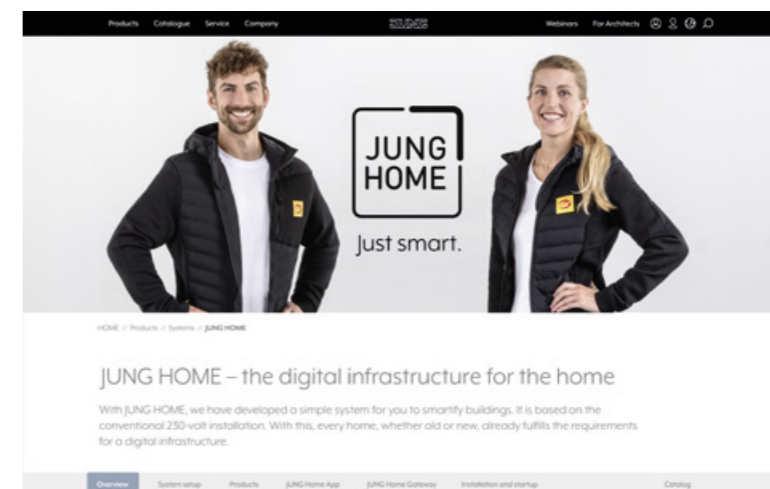 Products Catalogue Service Company JUNG Webinars For Architects
JUNG
HOME
Just smart.
HOME // Products // Systems // JUNG HOME
JUNG HOME – the digital infrastructure for the home
With JUNG HOME, we have developed a simple system for you to smartify buildings. It is based on the
conventional 230-volt installation. With this, every home, whether old or new, already fulfills the requirements
for a digital infrastructure.
Overview System setup Products JUNG Home App JUNG Home Gateway Installation and startup Catalog